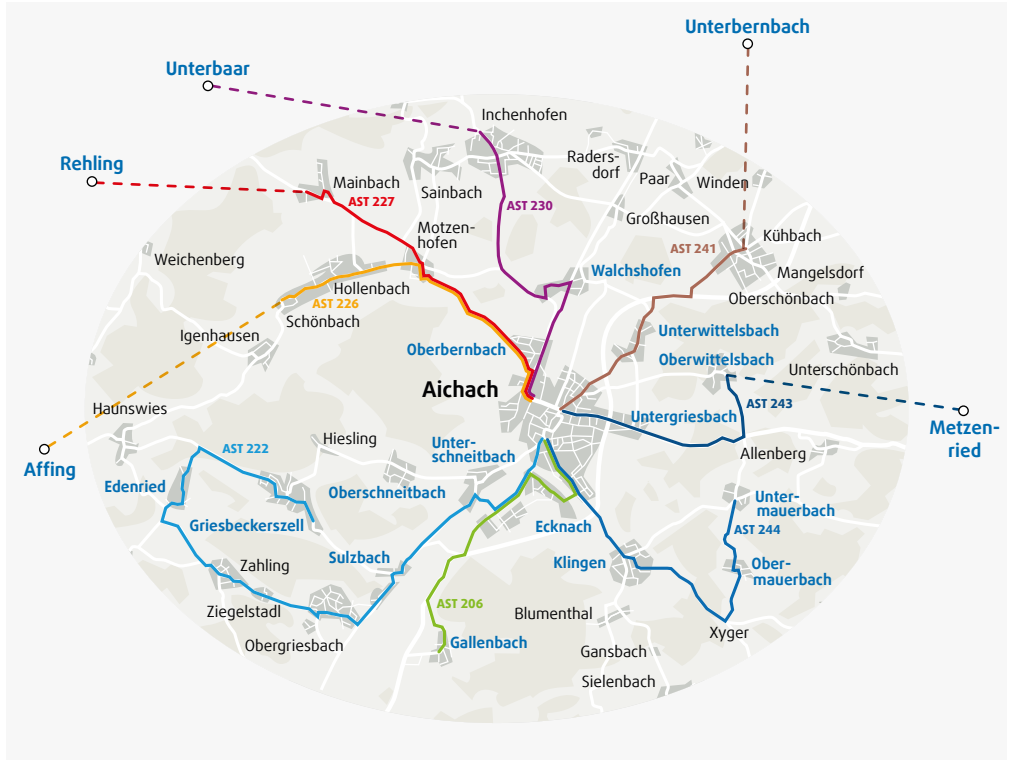 Unterbernbach
Unterbaar
Inchenhofen
Raders-
dorf
Rehling
Mainbach
Sainbach
Paar
Winden
AST 227
AST 230
Großhausen
Motzen-
hofen
AST 241
Kühbach
Weichenberg
Walchshofen
Mangelsdorf
Hollenbach
Oberschönbach
AST 226
Schönbach
Igenhausen
Unterwittelsbach
Oberbernbach
Oberwittelsbach
Unterschönbach
Aichach
AST 243
Haunswies
Untergriesbach
Metzen-
ried
Hiesling
Unter-
schneitbach
AST 222
Allenberg
Affing
Edenried
Oberschneitbach
Unter-
mauerbach
Griesbeckerszell
Ecknach
AST 244
Sulzbach
Klingen
Ober-
mauerbach
Zahling
Ziegelstadl
AST 206
Blumenthal
Xyger
Obergriesbach
Gallenbach
Gansbach
Sielenbach